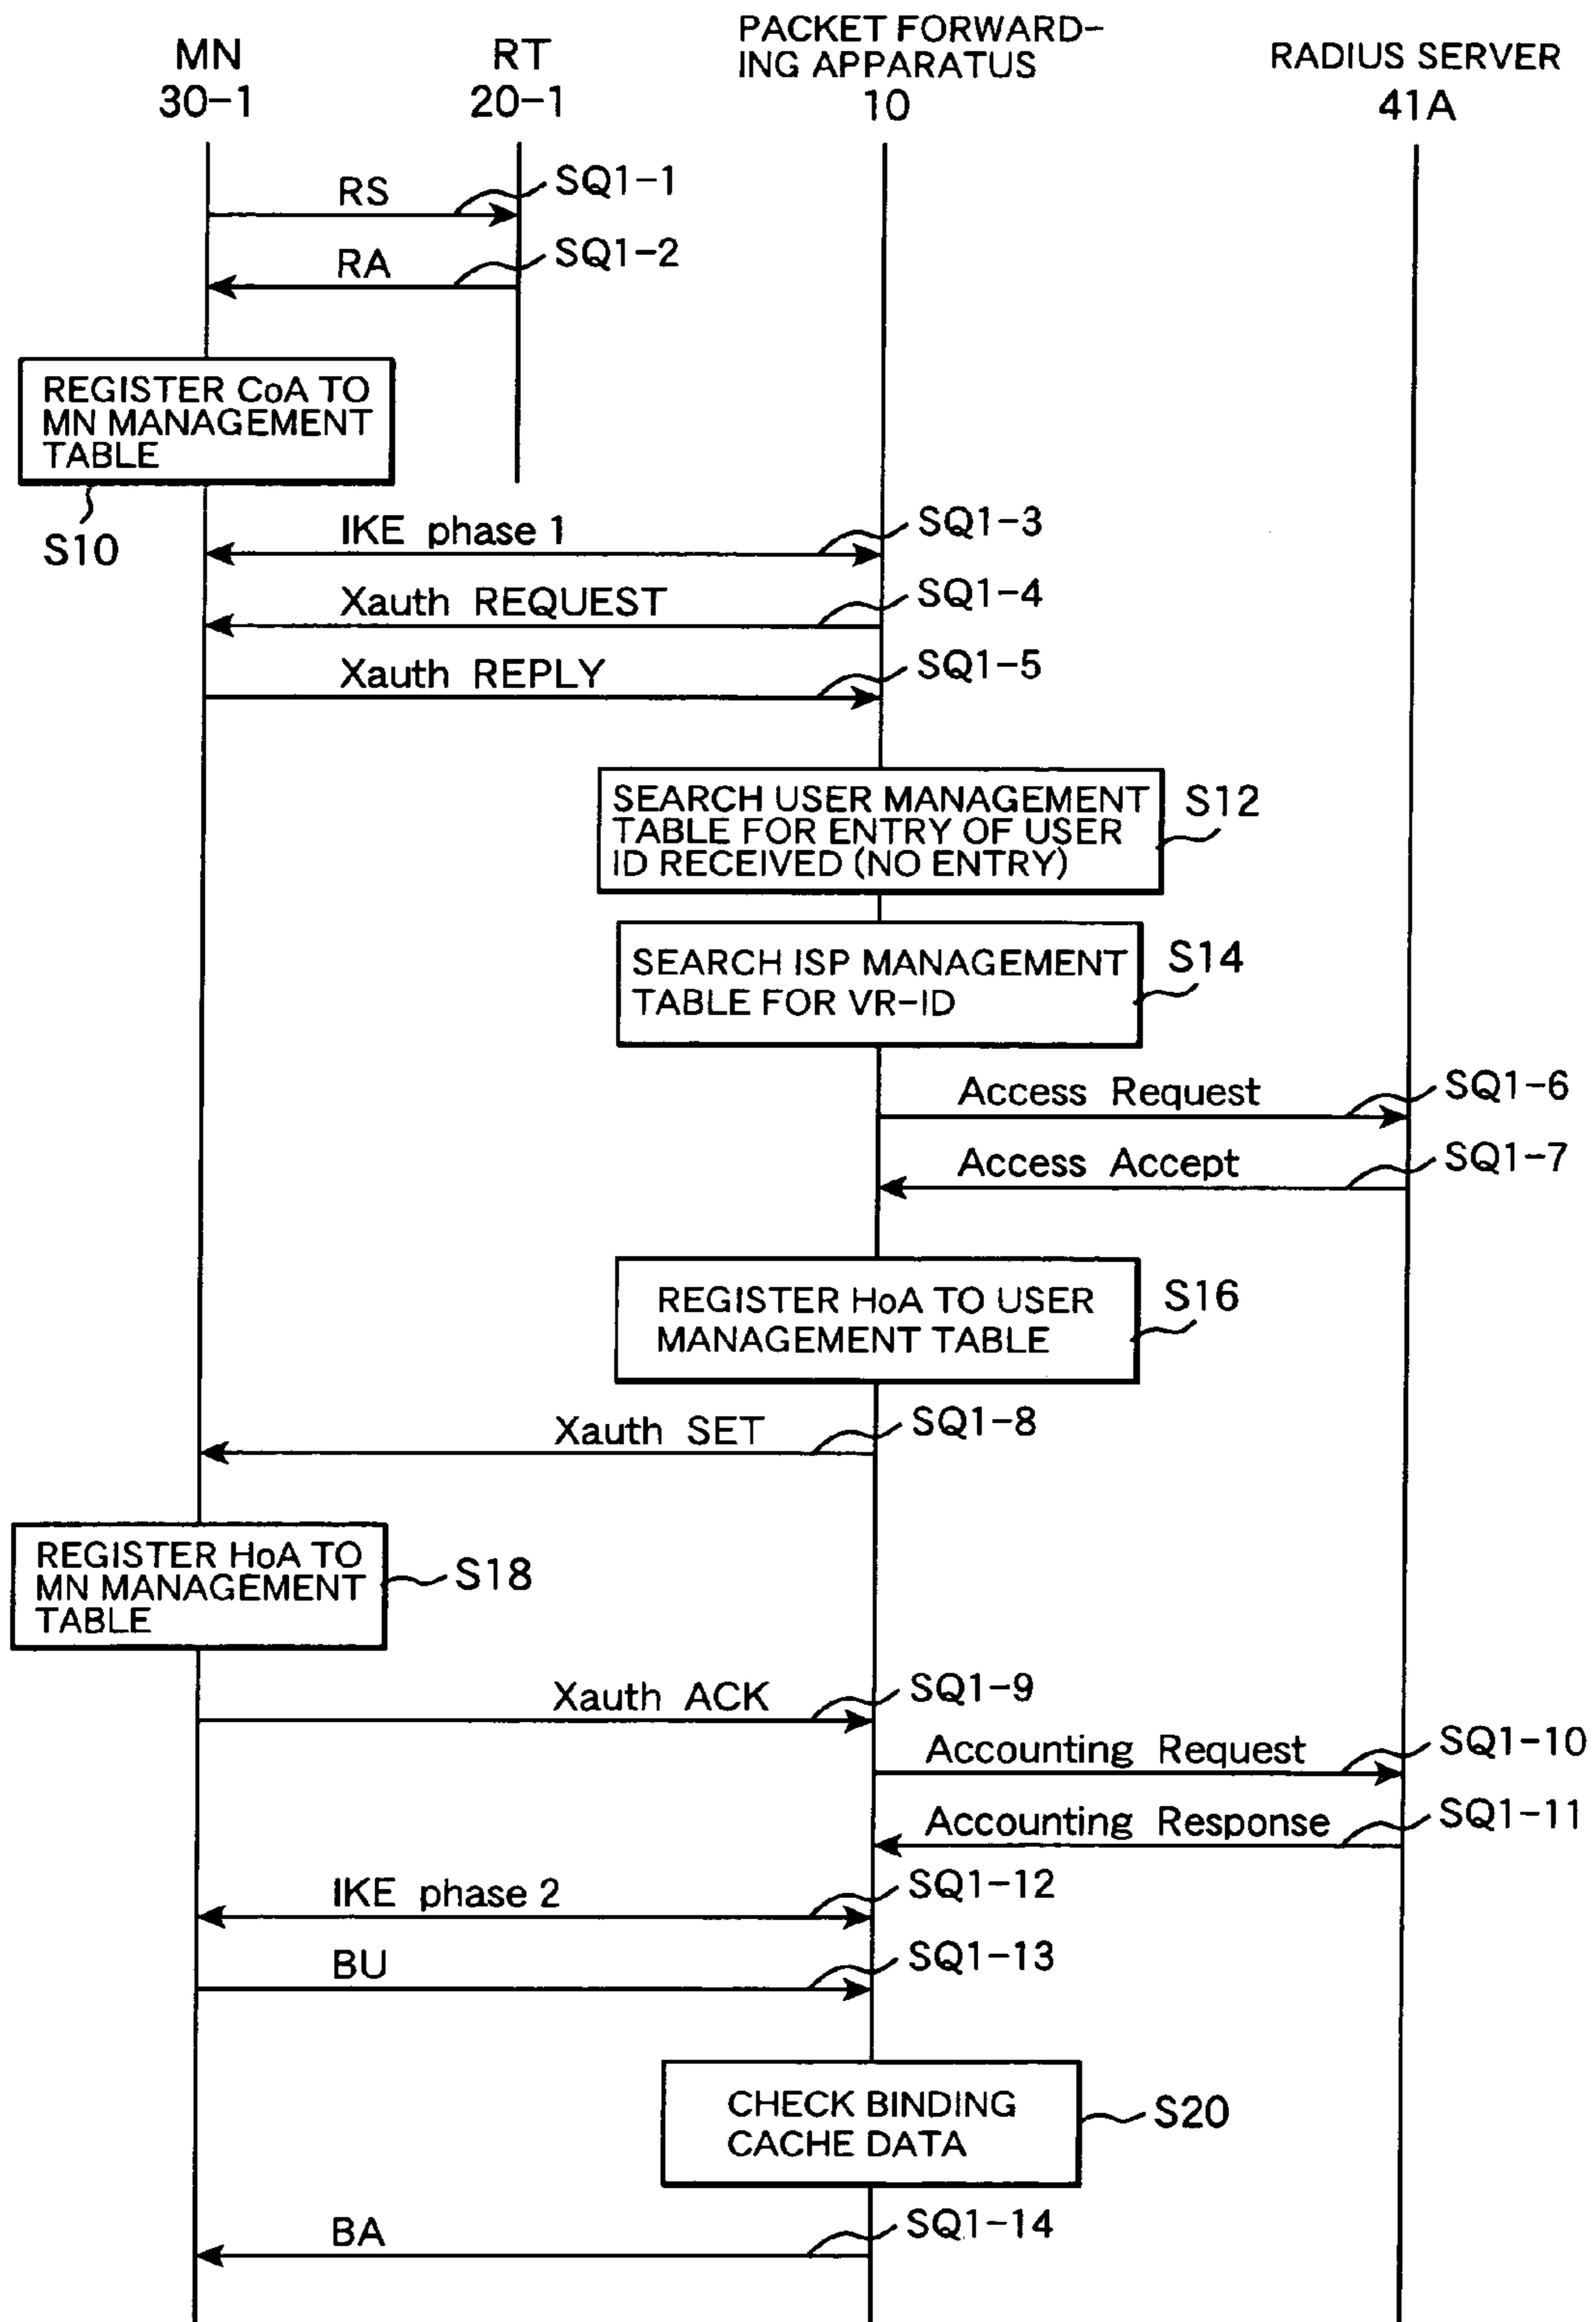 MN
30-1
RT
20-1
PACKET FORWARD-
ING APPARATUS
10
RADIUS SERVER
41A
RS
SQ1-1
RA
SQ1-2
REGISTER CoA TO
MN MANAGEMENT
TABLE
S10
IKE phase 1
SQ1-3
Xauth REQUEST
SQ1-4
Xauth REPLY
SQ1-5
SEARCH USER MANAGEMENT
TABLE FOR ENTRY OF USER
ID RECEIVED (NO ENTRY)
S12
SEARCH ISP MANAGEMENT
TABLE FOR VR-ID
S14
Access Request
SQ1-6
Access Accept
SQ1-7
REGISTER HoA TO USER
MANAGEMENT TABLE
S16
Xauth SET
SQ1-8
REGISTER HoA TO
MN MANAGEMENT
TABLE
S18
Xauth ACK
SQ1-9
Accounting Request
SQ1-10
Accounting Response
SQ1-11
IKE phase 2
SQ1-12
BU
SQ1-13
CHECK BINDING
CACHE DATA
S20
BA
SQ1-14